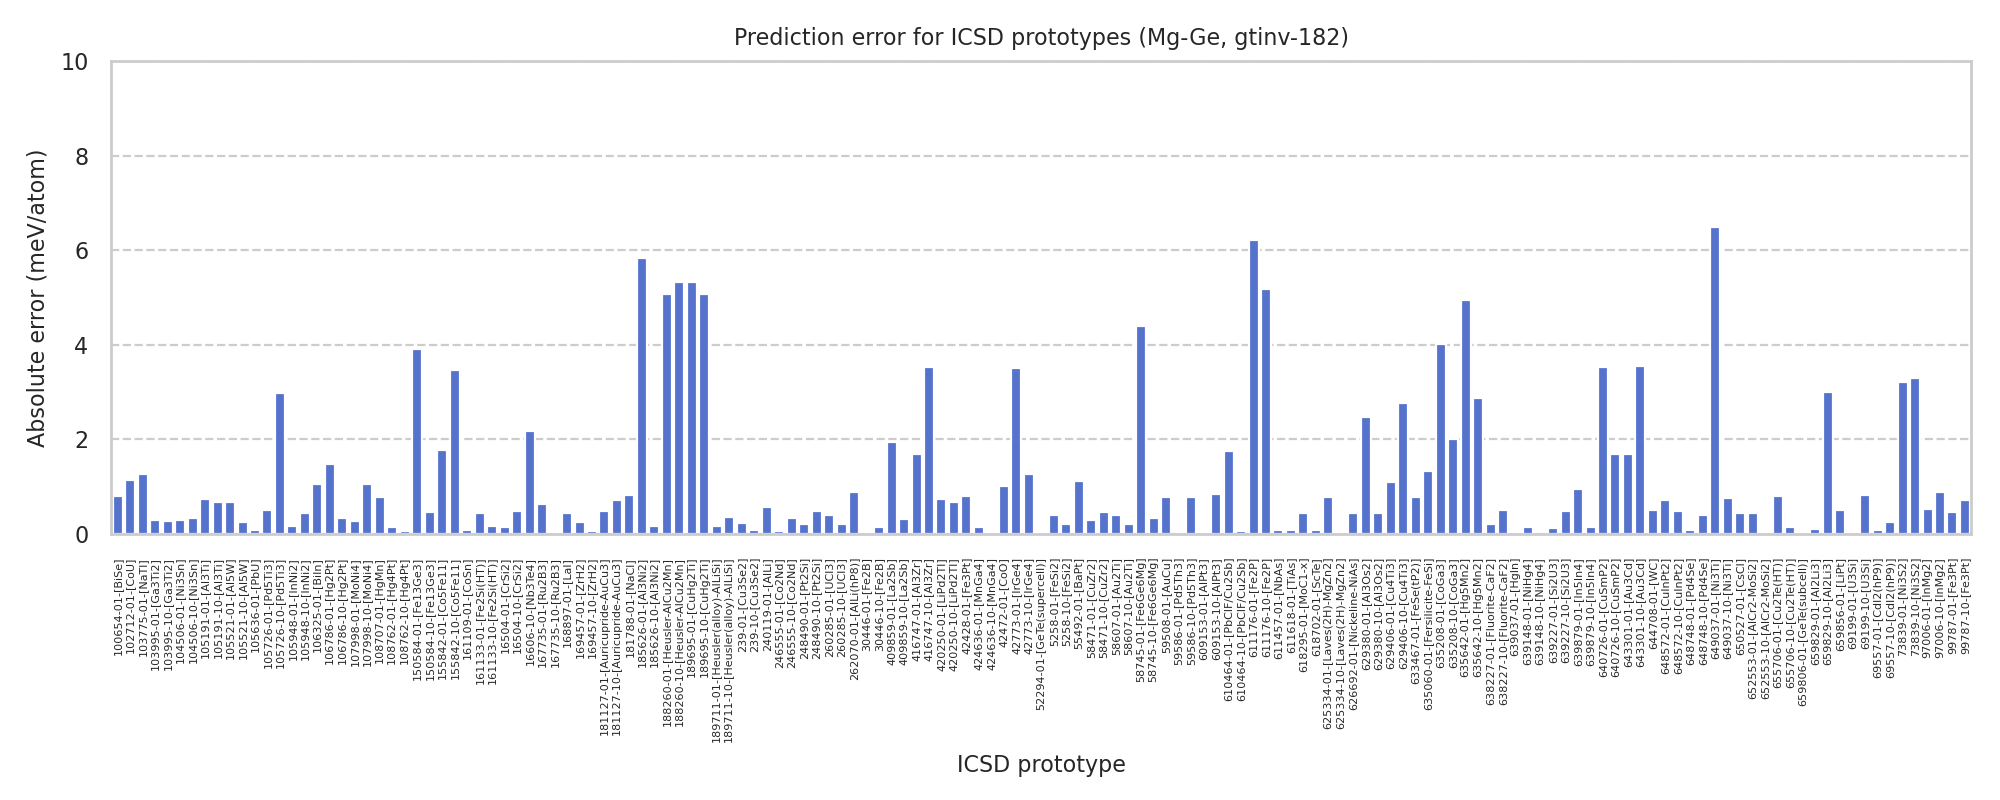 Prediction error for ICSD prototypes (Mg-Ge, gtinv-182)
Absolute error (meV/atom)
10
8
6
4
2
0
100654-01-[BiSe]
102712-01-[CoU]
103775-01-[NaTl]
103995-01-[Ga3Ti2]
103995-10-[Ga3Ti2]
104506-01-[Ni3Sn]
104506-10-[Ni3Sn]
105191-01-[Al3Ti]
105191-10-[Al3Ti]
105521-01-[Al5W]
105521-10-[Al5W]
105636-01-[PbU]
105726-01-[Pd5Ti3]
105726-10-[Pd5Ti3]
105948-01-[InNi2]
105948-10-[InNi2]
106325-01-[BiIn]
106786-01-[Hg2Pt]
106786-10-[Hg2Pt]
107998-01-[MoNi4]
107998-10-[MoNi4]
108707-01-[HgMn]
108762-01-[Hg4Pt]
108762-10-[Hg4Pt]
150584-01-[Fe13Ge3]
150584-10-[Fe13Ge3]
155842-01-[Co5Fe11]
155842-10-[Co5Fe11]
161109-01-[CoSn]
161133-01-[Fe2Si(HT)]
161133-10-[Fe2Si(HT)]
16504-01-[CrSi2]
16504-10-[CrSi2]
166006-10-[Nb3Te4]
167735-01-[Ru2B3]
167735-10-[Ru2B3]
168897-01-[LaI]
169457-01-[ZrH2]
169457-10-[ZrH2]
181127-01-[Auricupride-AuCu3]
181127-10-[Auricupride-AuCu3]
181788-01-[NaCl]
185626-01-[Al3Ni2]
185626-10-[Al3Ni2]
188260-01-[Heusler-AlCu2Mn]
188260-10-[Heusler-AlCu2Mn]
189695-01-[CuHg2Ti]
189695-10-[CuHg2Ti]
189711-01-[Heusler(alloy)-AlLiSi]
189711-10-[Heusler(alloy)-AlLiSi]
239-01-[Cu3Se2]
239-10-[Cu3Se2]
240119-01-[AlLi]
246555-01-[Co2Nd]
246555-10-[Co2Nd]
248490-01-[Pt2Si]
248490-10-[Pt2Si]
260285-01-[UCl3]
260285-10-[UCl3]
262070-01-[AlLi(hP8)]
30446-01-[Fe2B]
30446-10-[Fe2B]
409859-01-[La2Sb]
409859-10-[La2Sb]
416747-01-[Al3Zr]
416747-10-[Al3Zr]
420250-01-[LiPd2Tl]
420250-10-[LiPd2Tl]
42428-01-[Fe3Pt]
424636-01-[MnGa4]
424636-10-[MnGa4]
42472-01-[CoO]
42773-01-[IrGe4]
42773-10-[IrGe4]
52294-01-[GeTe(supercell)]
5258-01-[FeSi2]
5258-10-[FeSi2]
55492-01-[BaPt]
58471-01-[CuZr2]
58471-10-[CuZr2]
58607-01-[Au2Ti]
58607-10-[Au2Ti]
58745-01-[Fe6Ge6Mg]
58745-10-[Fe6Ge6Mg]
59508-01-[AuCu]
59586-01-[Pd5Th3]
59586-10-[Pd5Th3]
609153-01-[AlPt3]
609153-10-[AlPt3]
610464-01-[PbClF/Cu2Sb]
610464-10-[PbClF/Cu2Sb]
611176-01-[Fe2P]
611176-10-[Fe2P]
611457-01-[NbAs]
611618-01-[TiAs]
618295-01-[MoC1-x]
618702-01-[ScTe]
625334-01-[Laves(2H)-MgZn2]
625334-10-[Laves(2H)-MgZn2]
626692-01-[Nickeline-NiAs]
629380-01-[Al3Os2]
629380-10-[Al3Os2]
629406-01-[Cu4Ti3]
629406-10-[Cu4Ti3]
633467-01-[FeSe(tP2)]
635060-01-[Fersilicite-FeSi]
635208-01-[CoGa3]
635208-10-[CoGa3]
635642-01-[Hg5Mn2]
635642-10-[Hg5Mn2]
638227-01-[Fluorite-CaF2]
638227-10-[Fluorite-CaF2]
639037-01-[HgIn]
639148-01-[NiHg4]
639148-10-[NiHg4]
639227-01-[Si2U3]
639227-10-[Si2U3]
639879-01-[In5In4]
639879-10-[In5In4]
640726-01-[CuSmP2]
640726-10-[CuSmP2]
643301-01-[Au3Cd]
643301-10-[Au3Cd]
644708-01-[WC]
648572-01-[CuInPt2]
648572-10-[CuInPt2]
648748-01-[Pd4Se]
648748-10-[Pd4Se]
649037-01-[Ni3Ti]
649037-10-[Ni3Ti]
650527-01-[CsCl]
652553-01-[AlCr2-MoSi2]
652553-10-[AlCr2-MoSi2]
655706-01-[Cu2Te(HT)]
655706-10-[Cu2Te(HT)]
659806-01-[GeTe(subcell)]
659829-01-[Al2Li3]
659829-10-[Al2Li3]
659856-01-[LiPt]
69199-01-[U3Si]
69199-10-[U3Si]
69557-01-[CdI2(hP9)]
69557-10-[CdI2(hP9)]
73839-01-[Ni3S2]
73839-10-[Ni3S2]
97006-01-[InMg2]
97006-10-[InMg2]
99787-01-[Fe3Pt]
99787-10-[Fe3Pt]
ICSD prototype